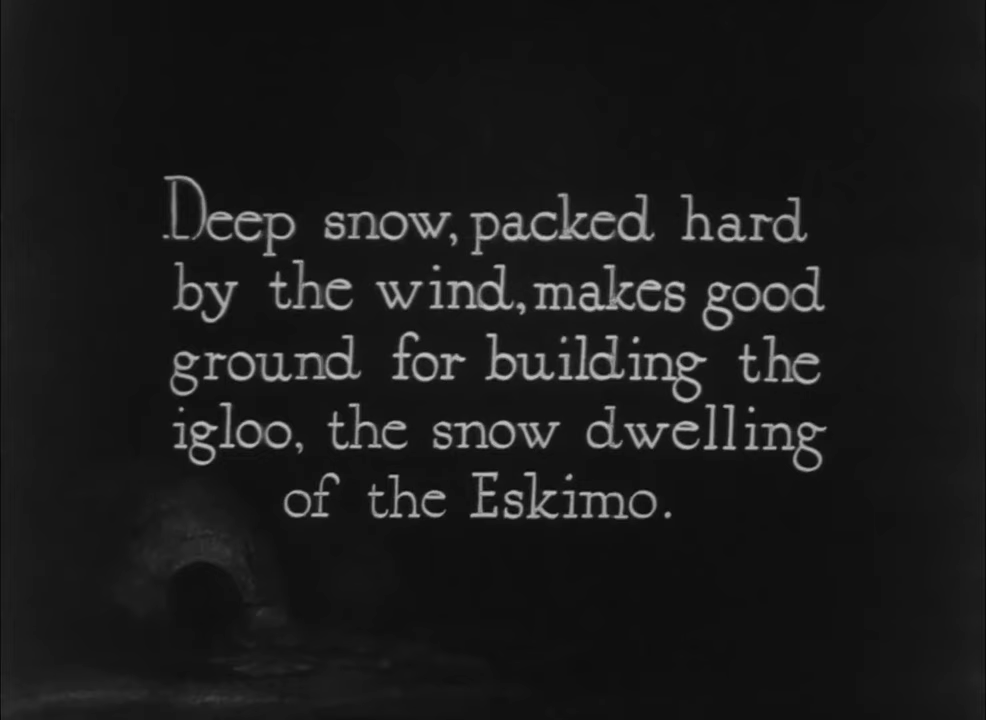 Deep snow, packed hard
by the wind, makes good
ground for building the
igloo, the snow dwelling
of the Eskimo.